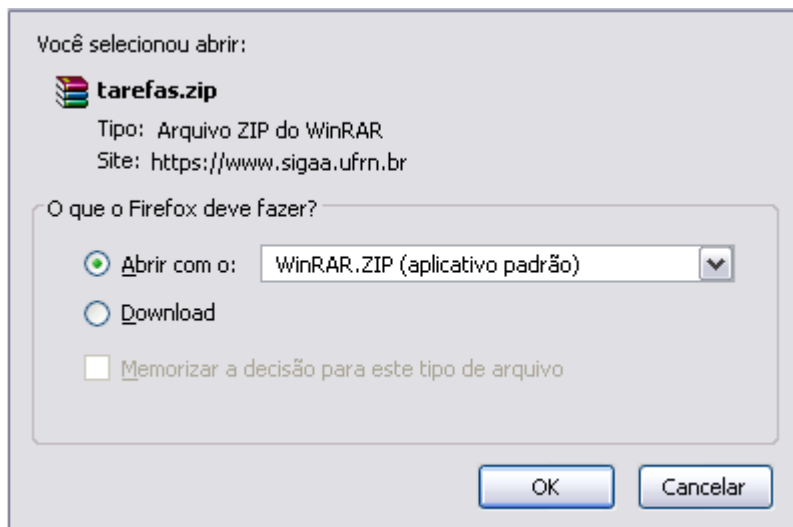 Você selecionou abrir:
tarefas.zip
Tipo: Arquivo ZIP do WinRAR
Site: https://www.sigaa.ufrn.br
O que o Firefox deve fazer?
Abrir com o: WinRAR.ZIP (aplicativo padrão)
Download
Memorizar a decisão para este tipo de arquivo
OK Cancelar